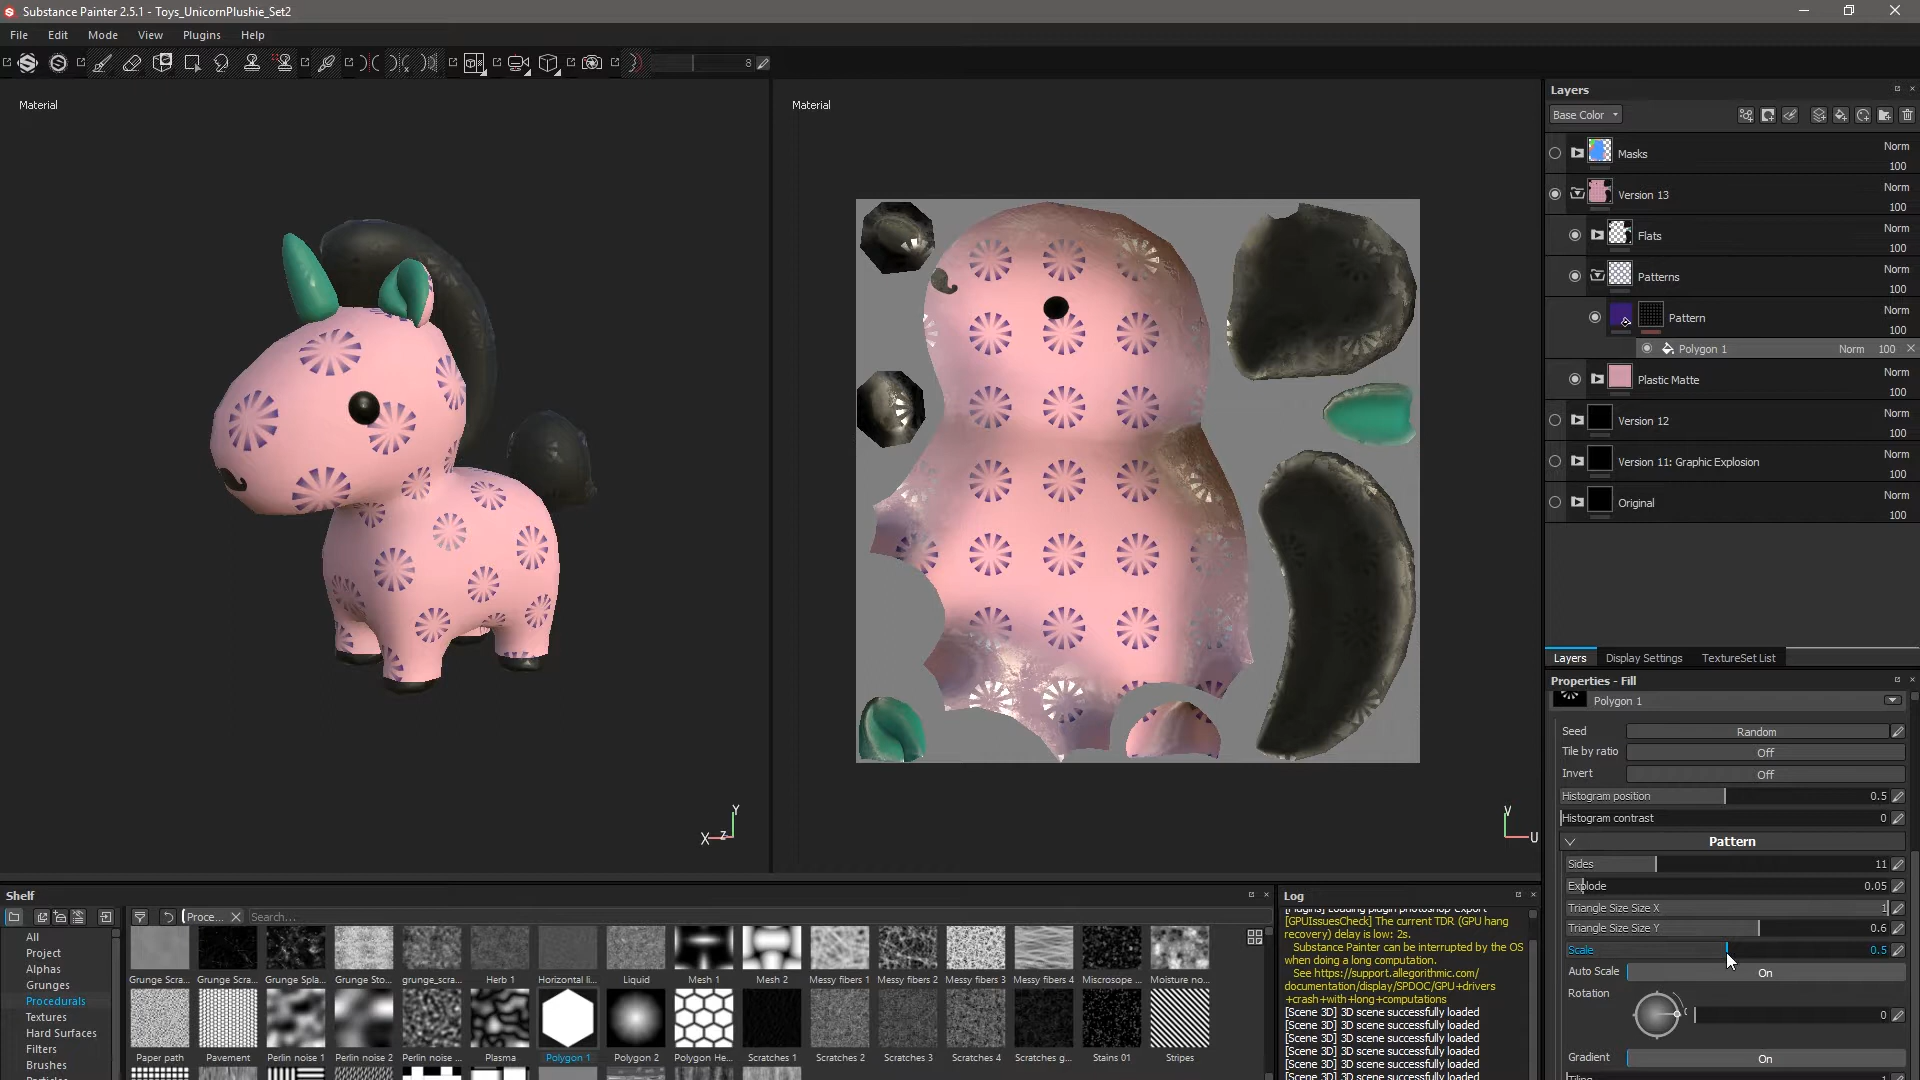 Substance Painter 2.5.1 - Toys_UnicornPlushie_Set2
File Edit Mode View Plugins Help
8
Material
Material
X Z Y
V U
Layers
Base Color
Masks Norm 100
Version 13 Norm 100
Flats Norm 100
Patterns Norm 100
Pattern Norm 100
Polygon 1 Norm 100
Plastic Matte Norm 100
Version 12 Norm 100
Version 11: Graphic Explosion Norm 100
Original Norm 100
Layers Display Settings TextureSet List
Properties - Fill
Polygon 1
Seed Random
Tile by ratio Off
Invert Off
Histogram position 0.5
Histogram contrast 0
Pattern
Sides 11
Explode 0.05
Triangle Size Size X 1
Triangle Size Size Y 0.6
Scale 0.5
Auto Scale On
Rotation 0
Gradient On
Shelf
Proce... Search...
All
Project
Alphas
Grunges
Procedurals
Textures
Hard Surfaces
Filters
Brushes
Grunge Scra... Grunge Scra... Grunge Spla... Grunge Sto... grunge_scra... Herb 1 Horizontal li... Liquid Mesh 1 Mesh 2 Messy fibers 1 Messy fibers 2 Messy fibers 3 Messy fibers 4 Miscrosope ... Moisture no...
Paper path Pavement Perlin noise 1 Perlin noise 2 Perlin noise ... Plasma Polygon 1 Polygon 2 Polygon He... Scratches 1 Scratches 2 Scratches 3 Scratches 4 Scratches g... Stains 01 Stripes
Log
[Plugins] Loading plugin photoshop-export
[GPUIssuesCheck] The current TDR (GPU hang
recovery) delay is low: 2s.
Substance Painter can be interrupted by the OS
when doing a long computation.
See https://support.allegorithmic.com/
documentation/display/SPDOC/GPU+drivers
+crash+with+long+computations
[Scene 3D] 3D scene successfully loaded
[Scene 3D] 3D scene successfully loaded
[Scene 3D] 3D scene successfully loaded
[Scene 3D] 3D scene successfully loaded
[Scene 3D] 3D scene successfully loaded
[Scene 3D] 3D scene successfully loaded